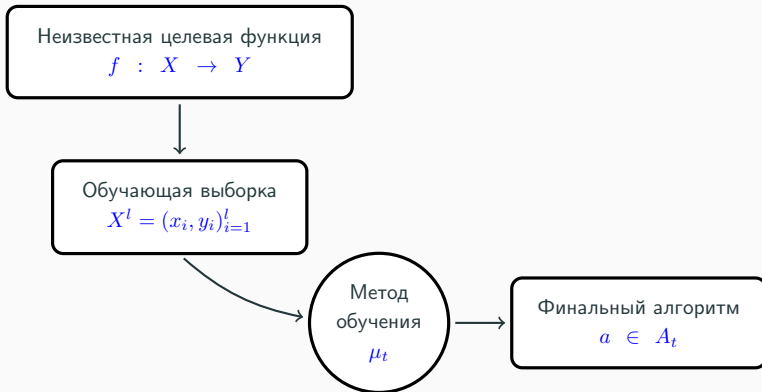 Неизвестная целевая функция
f : X → Y
Обучающая выборка
X^l = (x_i, y_i)_{i=1}^l
Метод
обучения
μ_t
Финальный алгоритм
a ∈ A_t